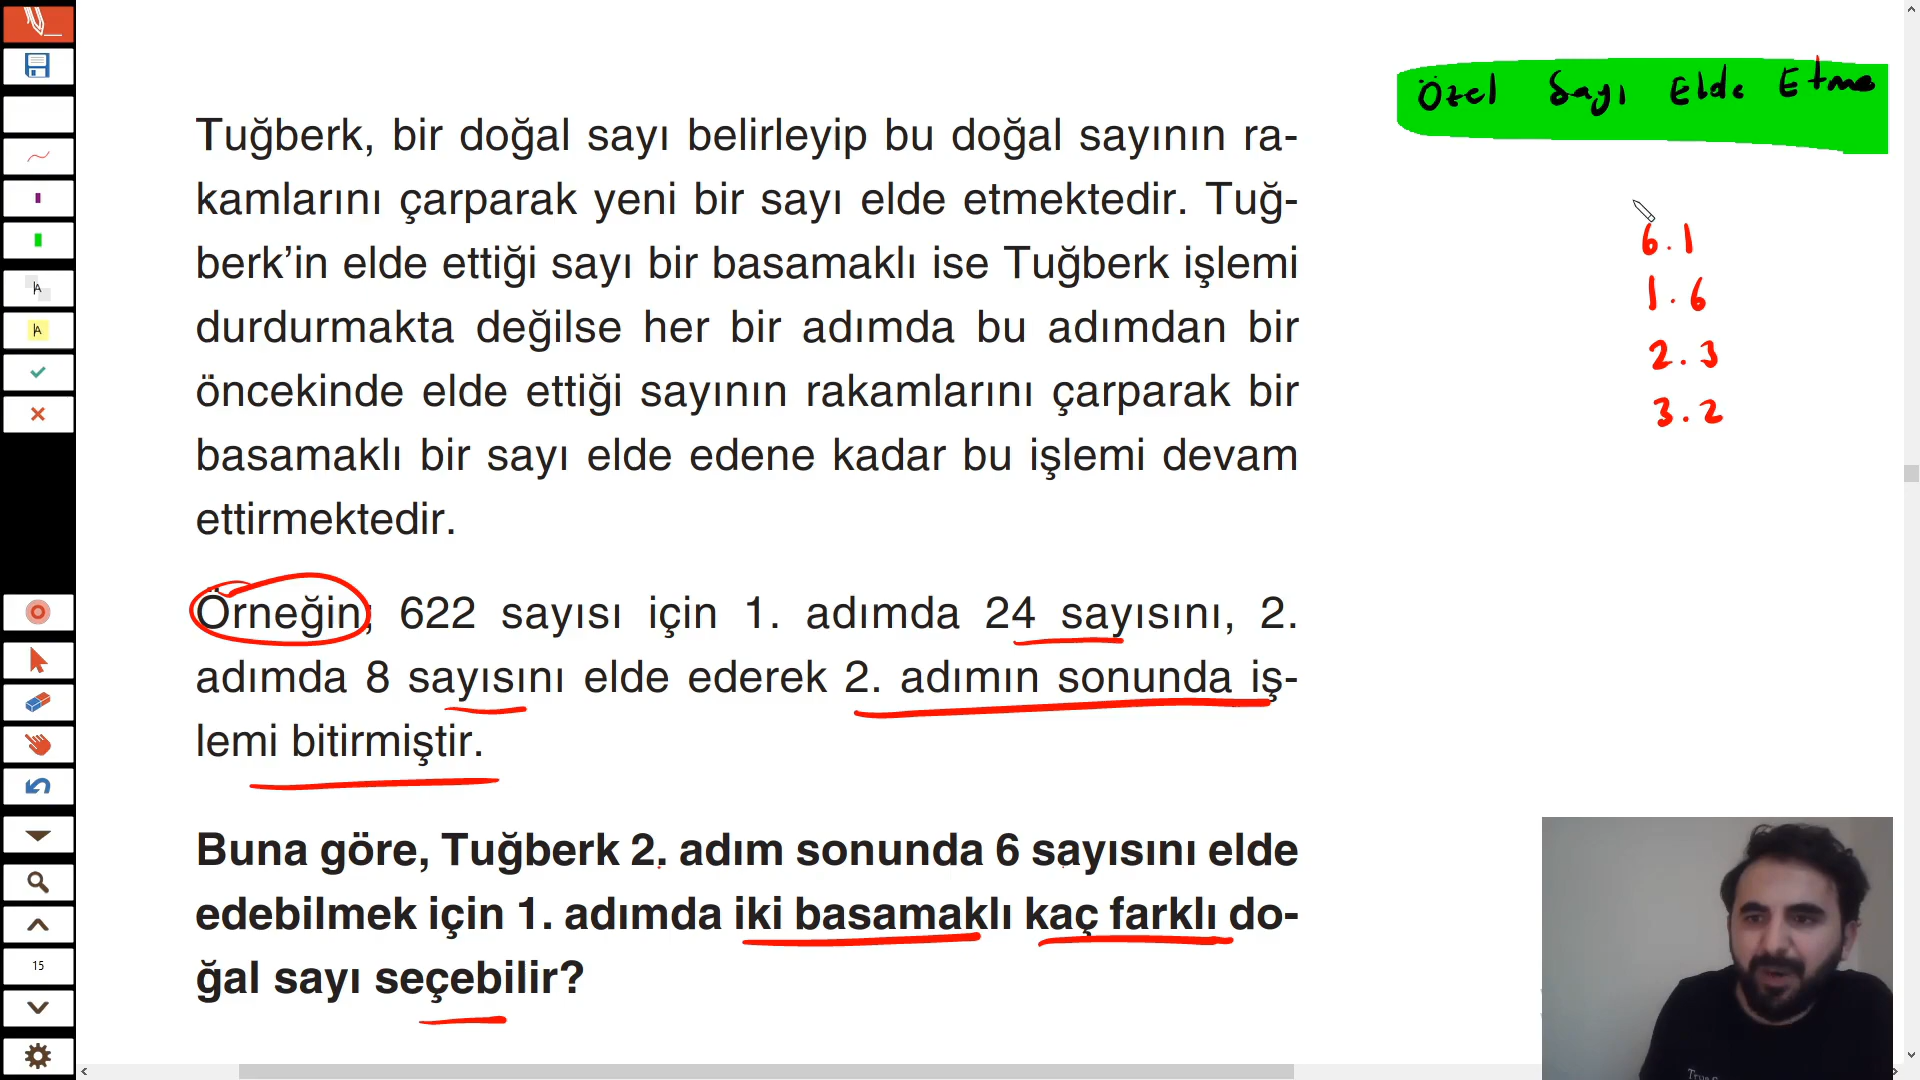 Özel Sayı Elde Etme
Tuğberk, bir doğal sayı belirleyip bu doğal sayının ra-
kamlarını çarparak yeni bir sayı elde etmektedir. Tuğ-
berk’in elde ettiği sayı bir basamaklı ise Tuğberk işlemi
durdurmakta değilse her bir adımda bu adımdan bir
öncekinde elde ettiği sayının rakamlarını çarparak bir
basamaklı bir sayı elde edene kadar bu işlemi devam
ettirmektedir.
6.1
1.6
2.3
3.2
Örneğin; 622 sayısı için 1. adımda 24 sayısını, 2.
adımda 8 sayısını elde ederek 2. adımın sonunda iş-
lemi bitirmiştir.
Buna göre, Tuğberk 2. adım sonunda 6 sayısını elde
edebilmek için 1. adımda iki basamaklı kaç farklı do-
ğal sayı seçebilir?
15